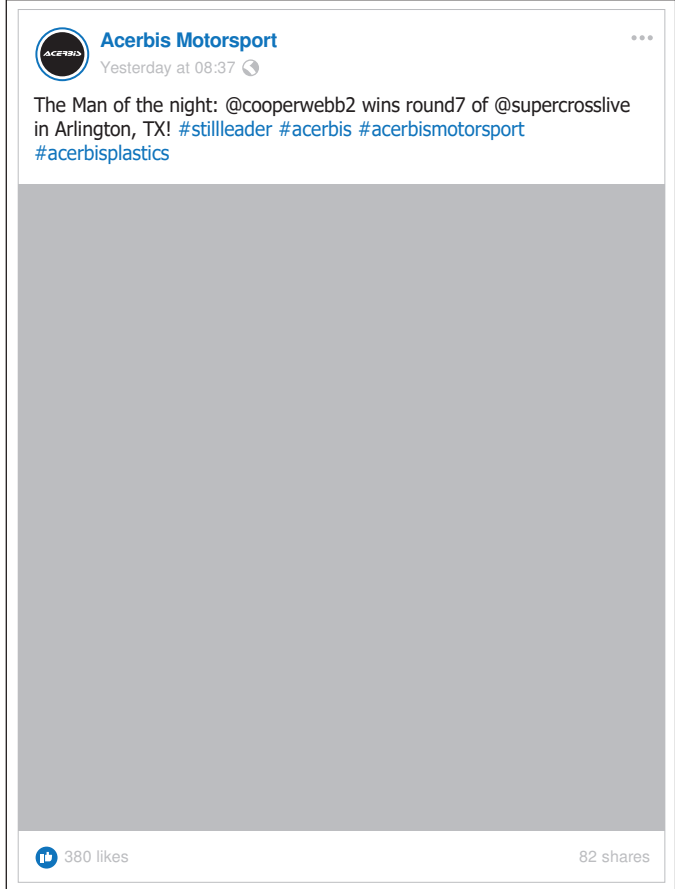 ACERBIS
Acerbis Motorsport
Yesterday at 08:37
The Man of the night: @cooperwebb2 wins round7 of @supercrosslive
in Arlington, TX! #stillleader #acerbis #acerbismotorsport
#acerbisplastics
380 likes
82 shares